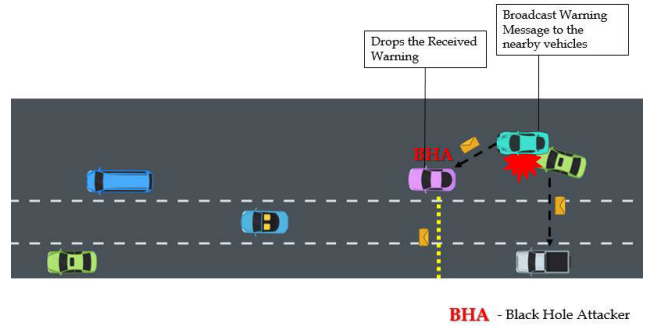 Broadcast Warning
Message to the
nearby vehicles
Drops the Received
Warning
BHA
BHA - Black Hole Attacker